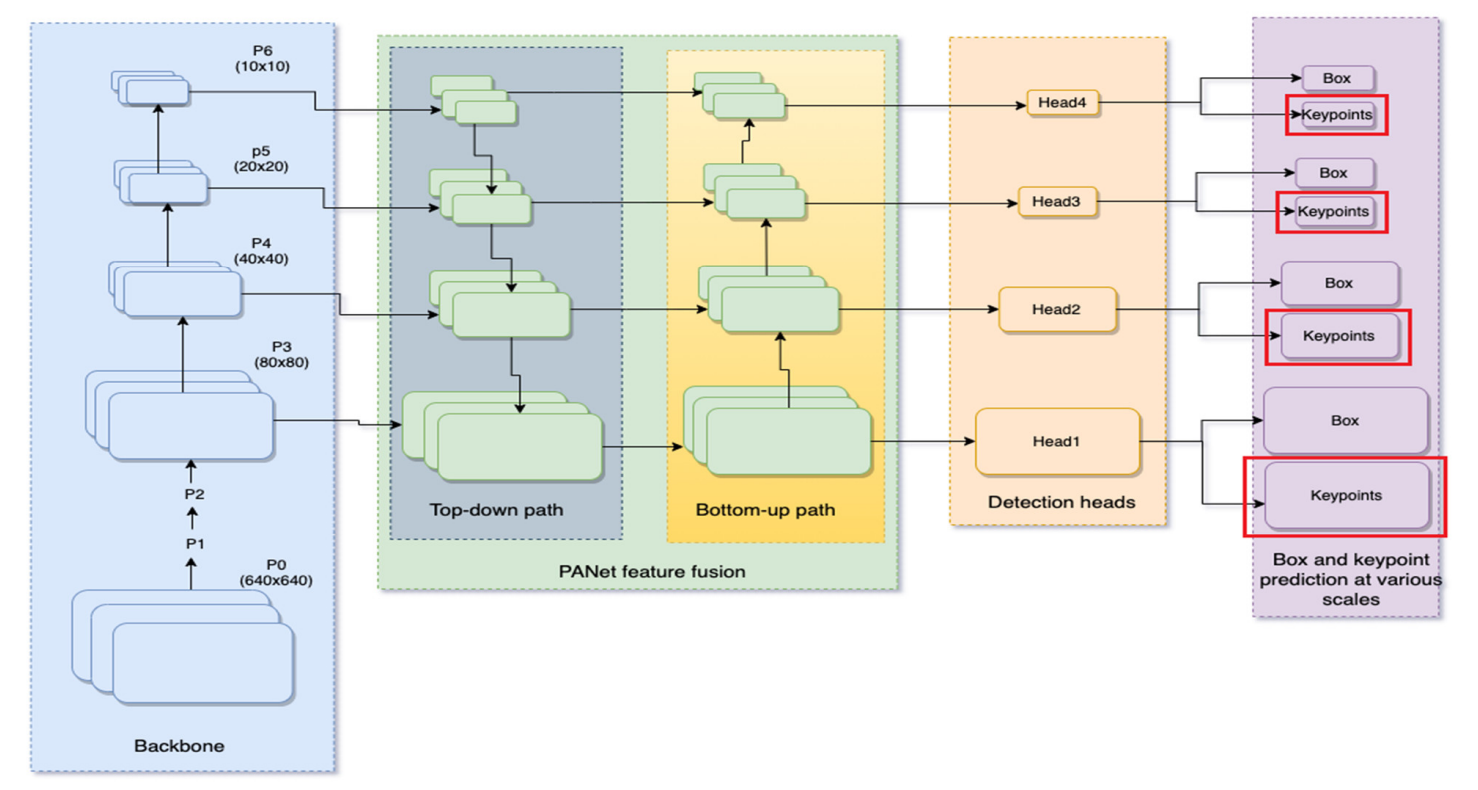 P6
(10x10)
p5
(20x20)
P4
(40x40)
P3
(80x80)
P2
P1
P0
(640x640)
Backbone
Top-down path
Bottom-up path
PANet feature fusion
Head4
Head3
Head2
Head1
Detection heads
Box
Keypoints
Box
Keypoints
Box
Keypoints
Box
Keypoints
Box and keypoint
prediction at various
scales